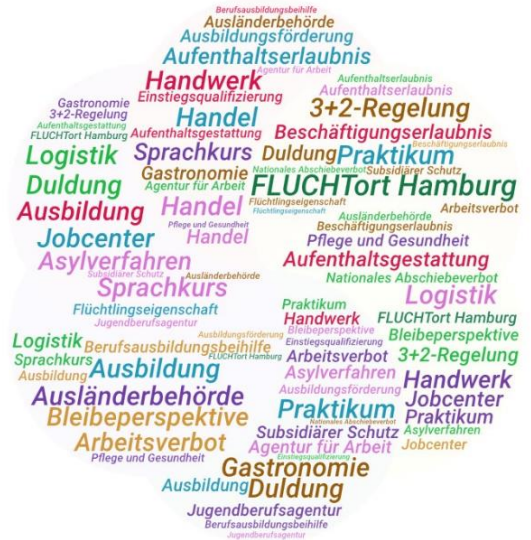 Berufsausbildungsbeihilfe
Ausländerbehörde
Ausbildungsförderung
Aufenthaltserlaubnis
Agentur für Arbeit
Handwerk
Aufenthaltserlaubnis
Aufenthaltserlaubnis
Einstiegsqualifizierung
Gastronomie
3+2-Regelung
3+2-Regelung
Handel
Aufenthaltsgestattung
Aufenthaltsgestattung
Beschäftigungserlaubnis
FLUCHTort Hamburg
Beschäftigungserlaubnis
Logistik
Sprachkurs
Duldung
Praktikum
Gastronomie
Nationales Abschiebeverbot
Subsidiärer Schutz
Duldung
Agentur für Arbeit
FLUCHTort Hamburg
Ausbildung
Handel
Flüchtlingseigenschaft
Flüchtlingseigenschaft
Arbeitsverbot
Ausländerbehörde
Pflege und Gesundheit
Beschäftigungserlaubnis
Jobcenter
Handel
Pflege und Gesundheit
Asylverfahren
Aufenthaltsgestattung
Subsidiärer Schutz
Ausländerbehörde
Nationales Abschiebeverbot
Sprachkurs
Logistik
Flüchtlingseigenschaft
Praktikum
Jugendberufsagentur
Handwerk
FLUCHTort Hamburg
Logistik
Ausbildungsförderung
Bleibeperspektive
Bleibeperspektive
Berufsausbildungsbeihilfe
Einstiegsqualifizierung
Sprachkurs
FLUCHTort Hamburg
Arbeitsverbot
3+2-Regelung
Ausbildung
Ausbildung
Asylverfahren
Handwerk
Ausländerbehörde
Ausbildungsförderung
Jobcenter
Bleibeperspektive
Praktikum
Praktikum
Nationales Abschiebeverbot
Arbeitsverbot
Subsidiärer Schutz
Asylverfahren
Agentur für Arbeit
Jobcenter
Pflege und Gesundheit
Einstiegsqualifizierung
Gastronomie
Ausbildung
Duldung
Jugendberufsagentur
Berufsausbildungsbeihilfe
Jugendberufsagentur